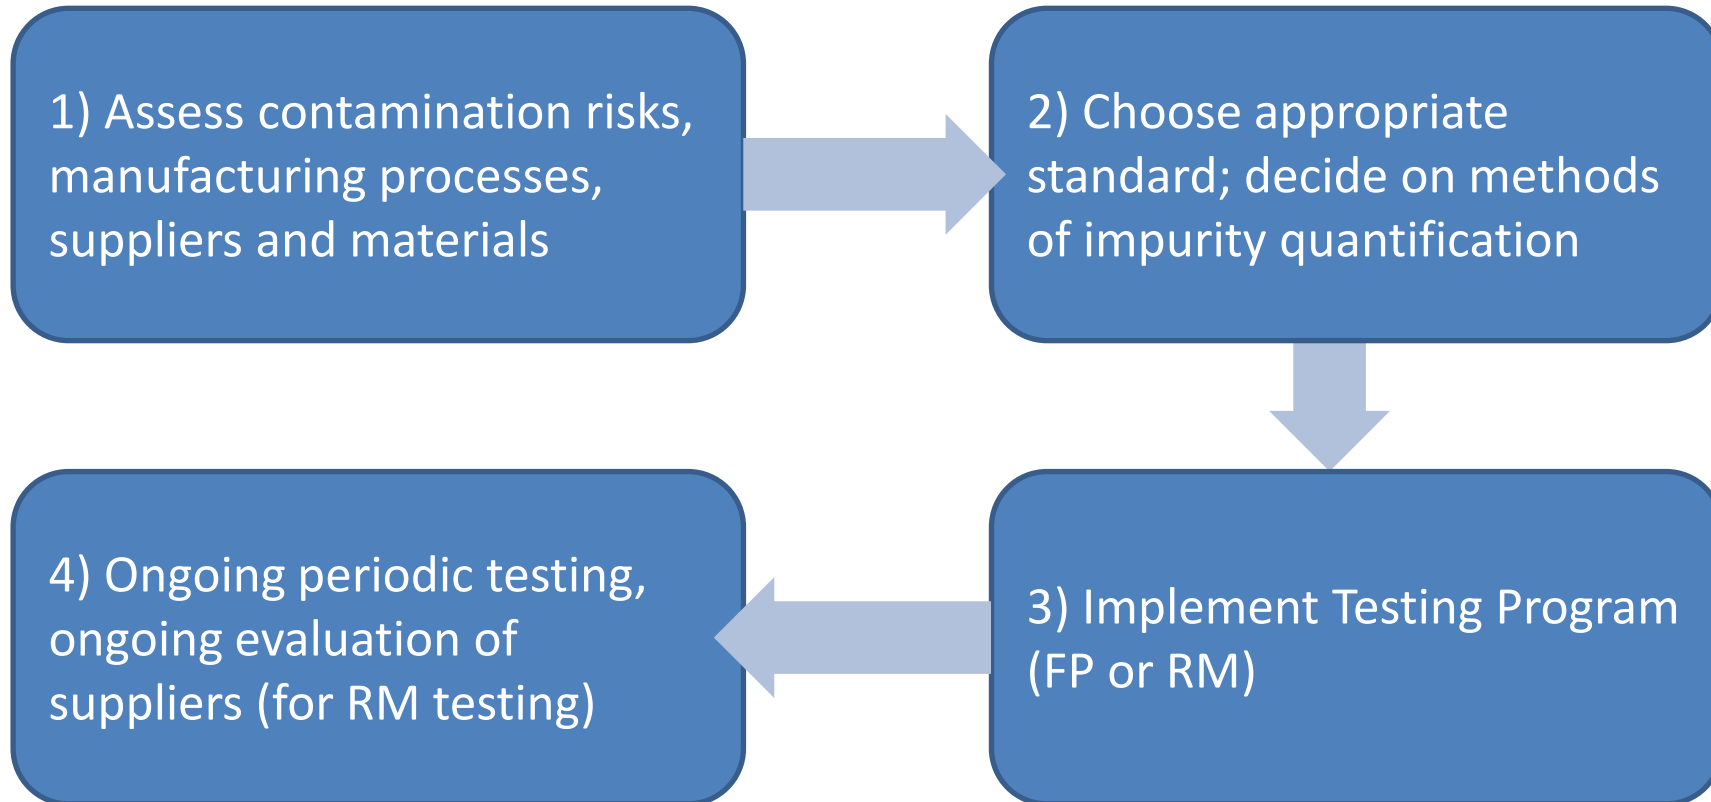 1) Assess contamination risks,
manufacturing processes,
suppliers and materials
2) Choose appropriate
standard; decide on methods
of impurity quantification
3) Implement Testing Program
(FP or RM)
4) Ongoing periodic testing,
ongoing evaluation of
suppliers (for RM testing)